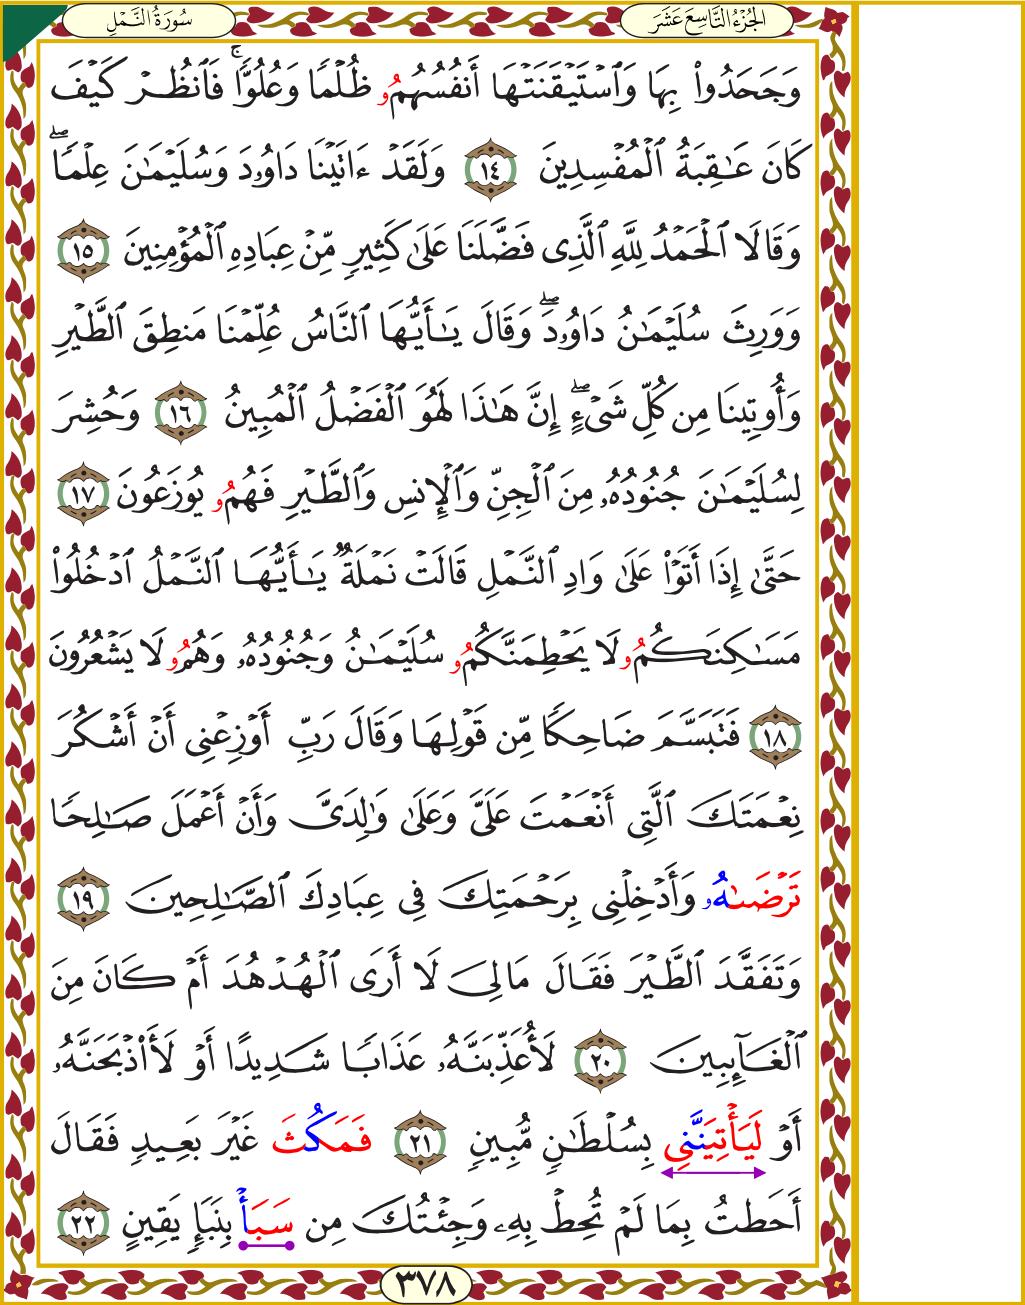 سُورَةُ النَّمْلِ
الجُزْءُ التَّاسِعَ عَشَرَ
وَجَحَدُواْ بِهَا وَٱسْتَيْقَنَتْهَا أَنفُسُهُمُۥ ظُلْمًا وَعُلُوًّاۚ فَٱنظُرْ كَيْفَ
كَانَ عَٰقِبَةُ ٱلْمُفْسِدِينَ ١٤ وَلَقَدْ ءَاتَيْنَا دَاوُۥدَ وَسُلَيْمَٰنَ عِلْمًاۖ
وَقَالَا ٱلْحَمْدُ لِلَّهِ ٱلَّذِى فَضَّلَنَا عَلَىٰ كَثِيرٍ مِّنْ عِبَادِهِ ٱلْمُؤْمِنِينَ ١٥
وَوَرِثَ سُلَيْمَٰنُ دَاوُۥدَۖ وَقَالَ يَٰٓأَيُّهَا ٱلنَّاسُ عُلِّمْنَا مَنطِقَ ٱلطَّيْرِ
وَأُوتِينَا مِن كُلِّ شَىْءٍۖ إِنَّ هَٰذَا لَهُوَ ٱلْفَضْلُ ٱلْمُبِينُ ١٦ وَحُشِرَ
لِسُلَيْمَٰنَ جُنُودُهُۥ مِنَ ٱلْجِنِّ وَٱلْإِنسِ وَٱلطَّيْرِ فَهُمُۥ يُوزَعُونَ ١٧
حَتَّىٰ إِذَا أَتَوْاْ عَلَىٰ وَادِ ٱلنَّمْلِ قَالَتْ نَمْلَةٌ يَٰأَيُّهَا ٱلنَّمْلُ ٱدْخُلُواْ
مَسَٰكِنَكُمُۥ لَا يَحْطِمَنَّكُمُۥ سُلَيْمَٰنُ وَجُنُودُهُۥ وَهُمُۥ لَا يَشْعُرُونَ
١٨ فَتَبَسَّمَ ضَاحِكًا مِّن قَوْلِهَا وَقَالَ رَبِّ أَوْزِعْنِى أَنْ أَشْكُرَ
نِعْمَتَكَ ٱلَّتِى أَنْعَمْتَ عَلَىَّ وَعَلَىٰ وَٰلِدَىَّ وَأَنْ أَعْمَلَ صَٰلِحًا
تَرْضَىٰهُۥ وَأَدْخِلْنِى بِرَحْمَتِكَ فِى عِبَادِكَ ٱلصَّٰلِحِينَ ١٩
وَتَفَقَّدَ ٱلطَّيْرَ فَقَالَ مَا لِىَ لَا أَرَى ٱلْهُدْهُدَ أَمْ كَانَ مِنَ
ٱلْغَآئِبِينَ ٢٠ لَأُعَذِّبَنَّهُۥ عَذَابًا شَدِيدًا أَوْ لَأَاْذْبَحَنَّهُۥ
أَوْ لَيَأْتِيَنَّنِى بِسُلْطَٰنٍ مُّبِينٍ ٢١ فَمَكُثَ غَيْرَ بَعِيدٍ فَقَالَ
أَحَطتُ بِمَا لَمْ تُحِطْ بِهِۦ وَجِئْتُكَ مِن سَبَأْ بِنَبَإٍ يَقِينٍ ٢٢
٣٧٨